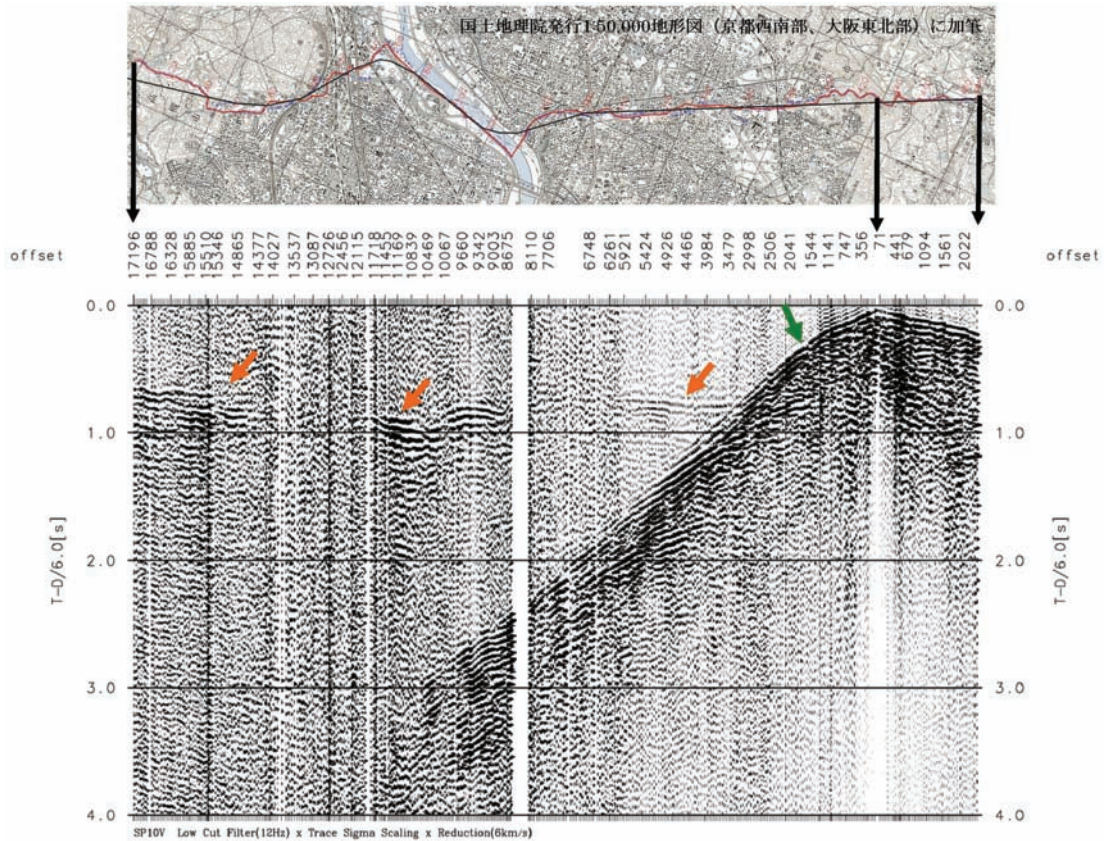 国土地理院発行1:50,000地形図（京都西南部、大阪東北部）に加筆
offset 17196 16788 16328 15885 15510 15346 14865 14377 14027 13537 13087 12726 12456 12115 11718 11455 11169 10839 10469 10067 9660 9342 9003 8675 8110 7706 6748 6261 5921 5424 4926 4466 3984 3479 2998 2506 2041 1544 1141 747 356 71 441 679 1094 1561 2022 offset
0.0 0.0
1.0 1.0
T-D/6.0[s] T-D/6.0[s]
2.0 2.0
3.0 3.0
4.0 4.0
SP10V Low Cut Filter(12Hz) x Trace Sigma Scaling x Reduction(6km/s)